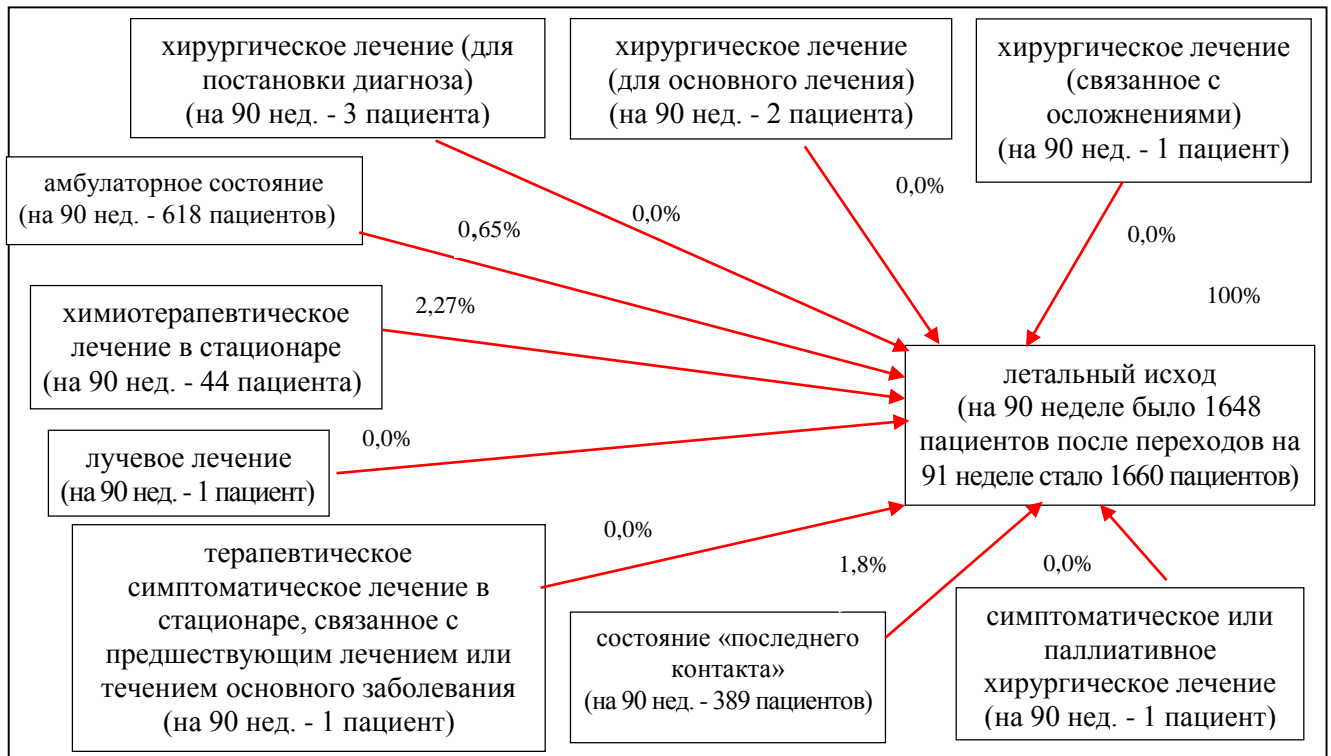 хирургическое лечение (для
постановки диагноза)
(на 90 нед. - 3 пациента)
хирургическое лечение
(для основного лечения)
(на 90 нед. - 2 пациента)
хирургическое лечение
(связанное с
осложнениями)
(на 90 нед. - 1 пациент)
амбулаторное состояние
(на 90 нед. - 618 пациентов)
0,65%
0,0%
0,0%
0,0%
100%
химиотерапевтическое
лечение в стационаре
(на 90 нед. - 44 пациента)
2,27%
летальный исход
(на 90 неделе было 1648
пациентов после переходов на
91 неделе стало 1660 пациентов)
лучевое лечение
(на 90 нед. - 1 пациент)
0,0%
терапевтическое
симптоматическое лечение в
стационаре, связанное с
предшествующим лечением или
течением основного заболевания
(на 90 нед. - 1 пациент)
0,0%
состояние «последнего
контакта»
(на 90 нед. - 389 пациентов)
1,8%
0,0%
симптоматическое или
паллиативное
хирургическое лечение
(на 90 нед. - 1 пациент)